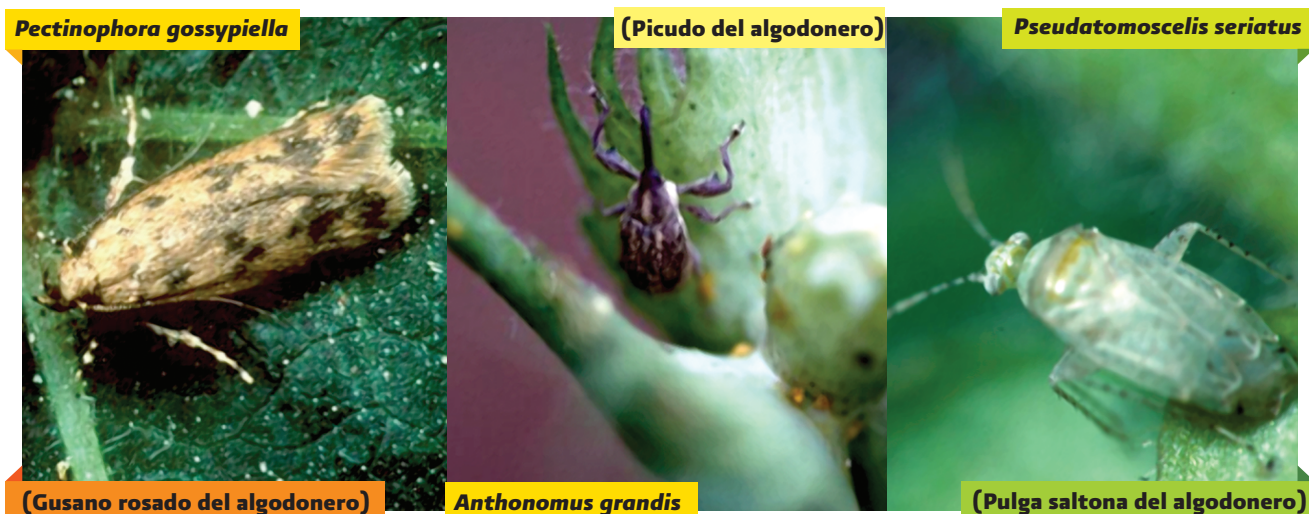 Pectinophora gossypiella
(Gusano rosado del algodonero)
(Picudo del algodonero)
Anthonomus grandis
Pseudatomoscelis seriatus
(Pulga saltona del algodonero)